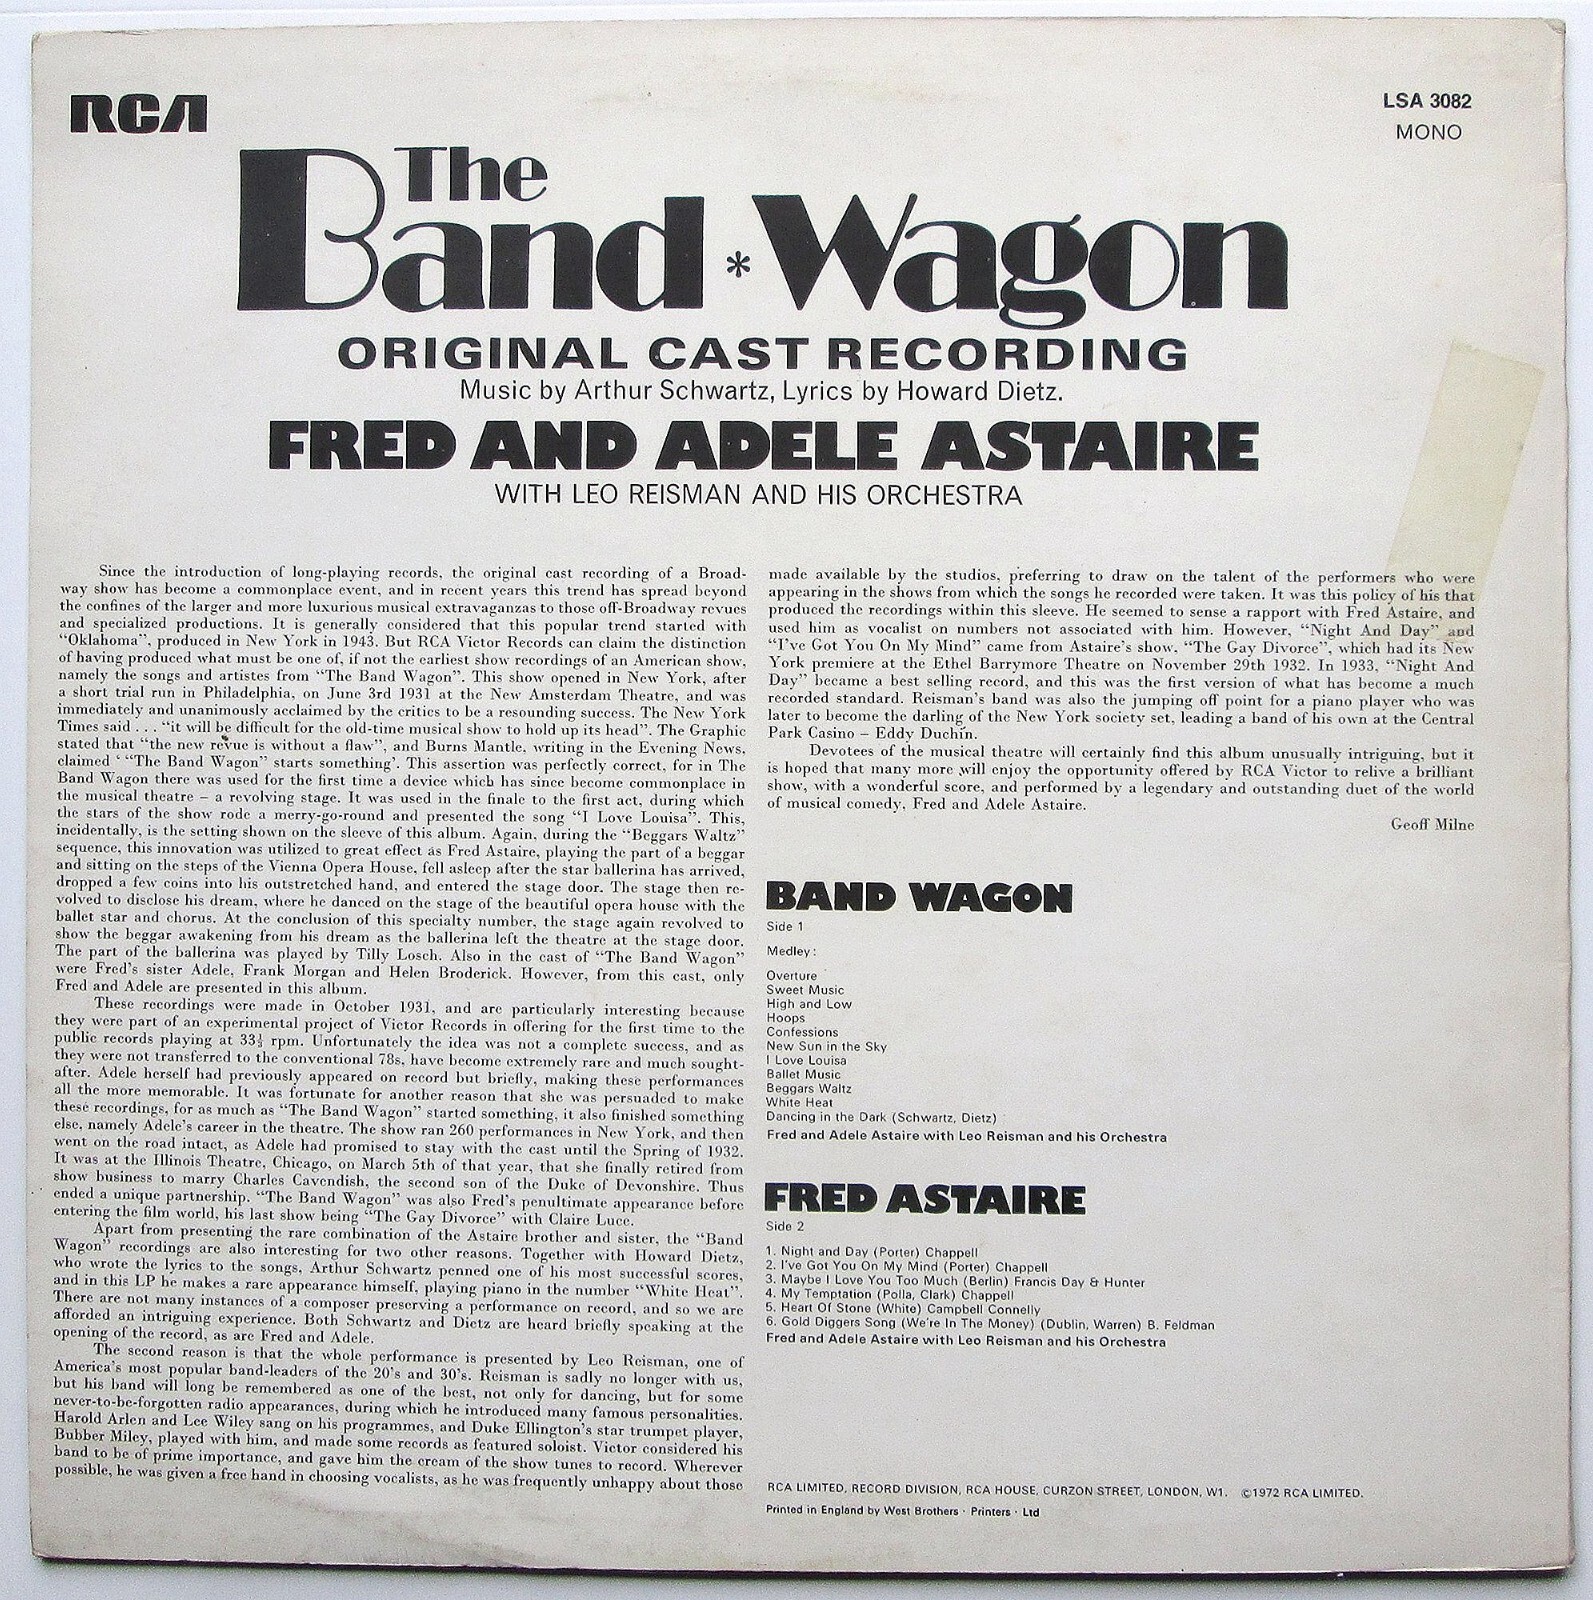 RCA
LSA 3082
MONO
The
Band * Wagon
ORIGINAL CAST RECORDING
Music by Arthur Schwartz, Lyrics by Howard Dietz.
FRED AND ADELE ASTAIRE
WITH LEO REISMAN AND HIS ORCHESTRA
Since the introduction of long-playing records, the original cast recording of a Broad-
way show has become a commonplace event, and in recent years this trend has spread beyond
the confines of the larger and more luxurious musical extravaganzas to those off-Broadway revues
and specialized productions. It is generally considered that this popular trend started with
“Oklahoma”, produced in New York in 1943. But RCA Victor Records can claim the distinction
of having produced what must be one of, if not the earliest show recordings of an American show,
namely the songs and artistes from “The Band Wagon”. This show opened in New York, after
a short trial run in Philadelphia, on June 3rd 1931 at the New Amsterdam Theatre, and was
immediately and unanimously acclaimed by the critics to be a resounding success. The New York
Times said . . . “it will be difficult for the old-time musical show to hold up its head”. The Graphic
stated that “the new revue is without a flaw”, and Burns Mantle, writing in the Evening News,
claimed ‘ “The Band Wagon” starts something’. This assertion was perfectly correct, for in The
Band Wagon there was used for the first time a device which has since become commonplace in
the musical theatre – a revolving stage. It was used in the finale to the first act, during which
the stars of the show rode a merry-go-round and presented the song “I Love Louisa”. This,
incidentally, is the setting shown on the sleeve of this album. Again, during the “Beggars Waltz”
sequence, this innovation was utilized to great effect as Fred Astaire, playing the part of a beggar
and sitting on the steps of the Vienna Opera House, fell asleep after the star ballerina has arrived,
dropped a few coins into his outstretched hand, and entered the stage door. The stage then re-
volved to disclose his dream, where he danced on the stage of the beautiful opera house with the
ballet star and chorus. At the conclusion of this specialty number, the stage again revolved to
show the beggar awakening from his dream as the ballerina left the theatre at the stage door.
The part of the ballerina was played by Tilly Losch. Also in the cast of “The Band Wagon”
were Fred’s sister Adele, Frank Morgan and Helen Broderick. However, from this cast, only
Fred and Adele are presented in this album.
These recordings were made in October 1931, and are particularly interesting because
they were part of an experimental project of Victor Records in offering for the first time to the
public records playing at 33⅓ rpm. Unfortunately the idea was not a complete success, and as
they were not transferred to the conventional 78s, have become extremely rare and much sought-
after. Adele herself had previously appeared on record but briefly, making these performances
all the more memorable. It was fortunate for another reason that she was persuaded to make
these recordings, for as much as “The Band Wagon” started something, it also finished something
else, namely Adele’s career in the theatre. The show ran 260 performances in New York, and then
went on the road intact, as Adele had promised to stay with the cast until the Spring of 1932.
It was at the Illinois Theatre, Chicago, on March 5th of that year, that she finally retired from
show business to marry Charles Cavendish, the second son of the Duke of Devonshire. Thus
ended a unique partnership. “The Band Wagon” was also Fred’s penultimate appearance before
entering the film world, his last show being “The Gay Divorce” with Claire Luce.
Apart from presenting the rare combination of the Astaire brother and sister, the “Band
Wagon” recordings are also interesting for two other reasons. Together with Howard Dietz,
who wrote the lyrics to the songs, Arthur Schwartz penned one of his most successful scores,
and in this LP he makes a rare appearance himself, playing piano in the number “White Heat”.
There are not many instances of a composer preserving a performance on record, and so we are
afforded an intriguing experience. Both Schwartz and Dietz are heard briefly speaking at the
opening of the record, as are Fred and Adele.
The second reason is that the whole performance is presented by Leo Reisman, one of
America’s most popular band-leaders of the 20’s and 30’s. Reisman is sadly no longer with us,
but his band will long be remembered as one of the best, not only for dancing, but for some
never-to-be-forgotten radio appearances, during which he introduced many famous personalities.
Harold Arlen and Lee Wiley sang on his programmes, and Duke Ellington’s star trumpet player,
Bubber Miley, played with him, and made some records as featured soloist. Victor considered his
band to be of prime importance, and gave him the cream of the show tunes to record. Wherever
possible, he was given a free hand in choosing vocalists, as he was frequently unhappy about those
made available by the studios, preferring to draw on the talent of the performers who were
appearing in the shows from which the songs he recorded were taken. It was this policy of his that
produced the recordings within this sleeve. He seemed to sense a rapport with Fred Astaire, and
used him as vocalist on numbers not associated with him. However, “Night And Day” and
“I’ve Got You On My Mind” came from Astaire’s show, “The Gay Divorce”, which had its New
York premiere at the Ethel Barrymore Theatre on November 29th 1932. In 1933, “Night And
Day” became a best selling record, and this was the first version of what has become a much
recorded standard. Reisman’s band was also the jumping off point for a piano player who was
later to become the darling of the New York society set, leading a band of his own at the Central
Park Casino – Eddy Duchin.
Devotees of the musical theatre will certainly find this album unusually intriguing, but it
is hoped that many more will enjoy the opportunity offered by RCA Victor to relive a brilliant
show, with a wonderful score, and performed by a legendary and outstanding duet of the world
of musical comedy, Fred and Adele Astaire.
Geoff Milne
BAND WAGON
Side 1
Medley:
Overture
Sweet Music
High and Low
Hoops
Confessions
New Sun in the Sky
I Love Louisa
Ballet Music
Beggars Waltz
White Heat
Dancing in the Dark (Schwartz, Dietz)
Fred and Adele Astaire with Leo Reisman and his Orchestra
FRED ASTAIRE
Side 2
1. Night and Day (Porter) Chappell
2. I’ve Got You On My Mind (Porter) Chappell
3. Maybe I Love You Too Much (Berlin) Francis Day & Hunter
4. My Temptation (Polla, Clark) Chappell
5. Heart Of Stone (White) Campbell Connelly
6. Gold Diggers Song (We’re In The Money) (Dublin, Warren) B. Feldman
Fred and Adele Astaire with Leo Reisman and his Orchestra
RCA LIMITED, RECORD DIVISION, RCA HOUSE, CURZON STREET, LONDON, W1. ©1972 RCA LIMITED.
Printed in England by West Brothers · Printers · Ltd